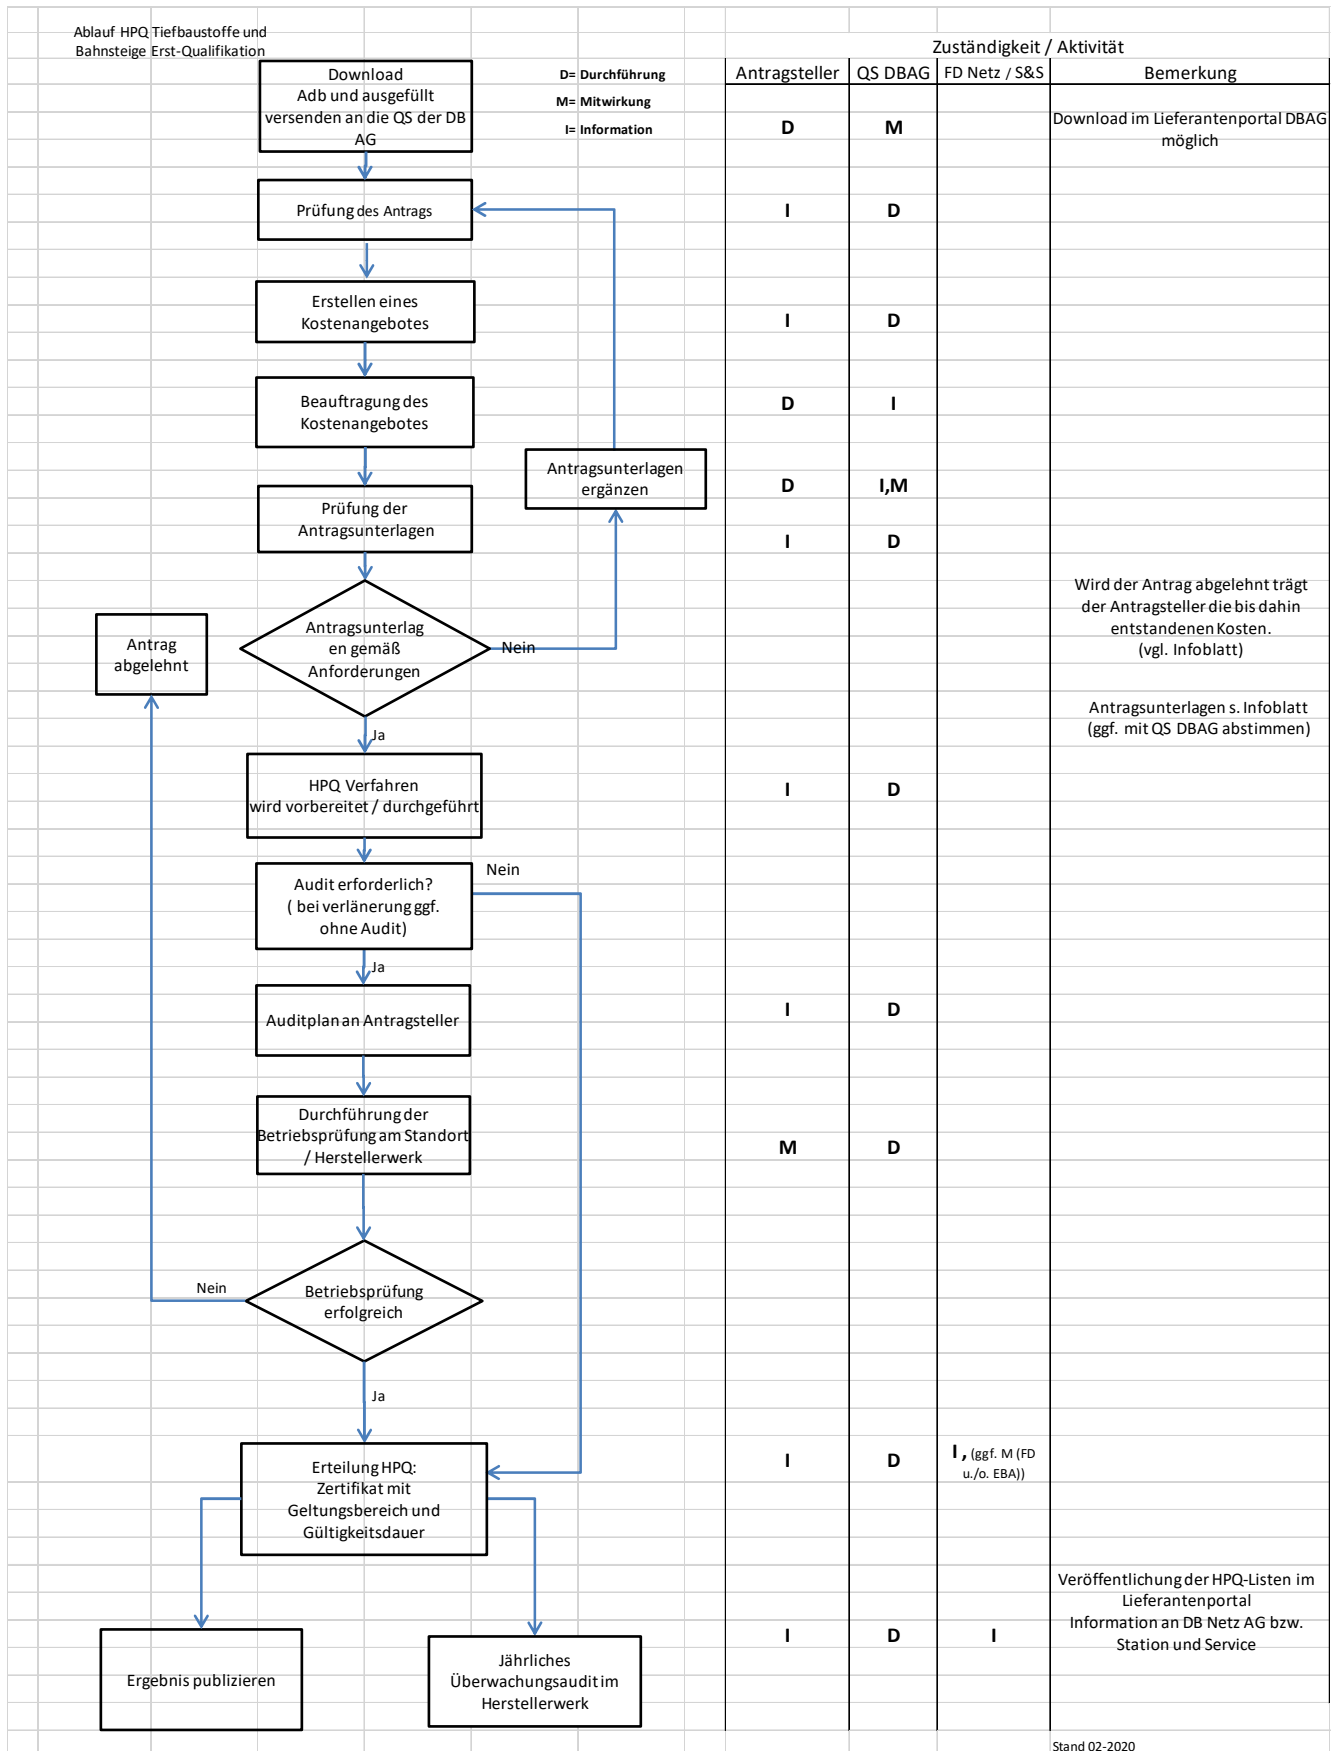 Ablauf HPQ Tiefbaustoffe und
Bahnsteige Erst-Qualifikation
Zuständigkeit / Aktivität
Download
Adb und ausgefüllt
versenden an die QS der DB
AG
D= Durchführung
M= Mitwirkung
I= Information
Antragsteller
QS DBAG
FD Netz / S&S
Bemerkung
D
M
Download im Lieferantenportal DBAG
möglich
Prüfung des Antrags
I
D
Erstellen eines
Kostenangebotes
I
D
Beauftragung des
Kostenangebotes
D
I
Antragsunterlagen
ergänzen
D
I,M
Prüfung der
Antragsunterlagen
I
D
Antrag
abgelehnt
Antragsunterlag
en gemäß
Anforderungen
Nein
Wird der Antrag abgelehnt trägt
der Antragsteller die bis dahin
entstandenen Kosten.
(vgl. Infoblatt)
Antragsunterlagen s. Infoblatt
(ggf. mit QS DBAG abstimmen)
Ja
HPQ Verfahren
wird vorbereitet / durchgeführt
I
D
Audit erforderlich?
( bei verlänerung ggf.
ohne Audit)
Nein
Ja
Auditplan an Antragsteller
I
D
Durchführung der
Betriebsprüfung am Standort
/ Herstellerwerk
M
D
Nein
Betriebsprüfung
erfolgreich
Ja
Erteilung HPQ:
Zertifikat mit
Geltungsbereich und
Gültigkeitsdauer
I
D
I , (ggf. M (FD
u./o. EBA))
Veröffentlichung der HPQ-Listen im
Lieferantenportal
Information an DB Netz AG bzw.
Station und Service
I
D
I
Ergebnis publizieren
Jährliches
Überwachungsaudit im
Herstellerwerk
Stand 02-2020